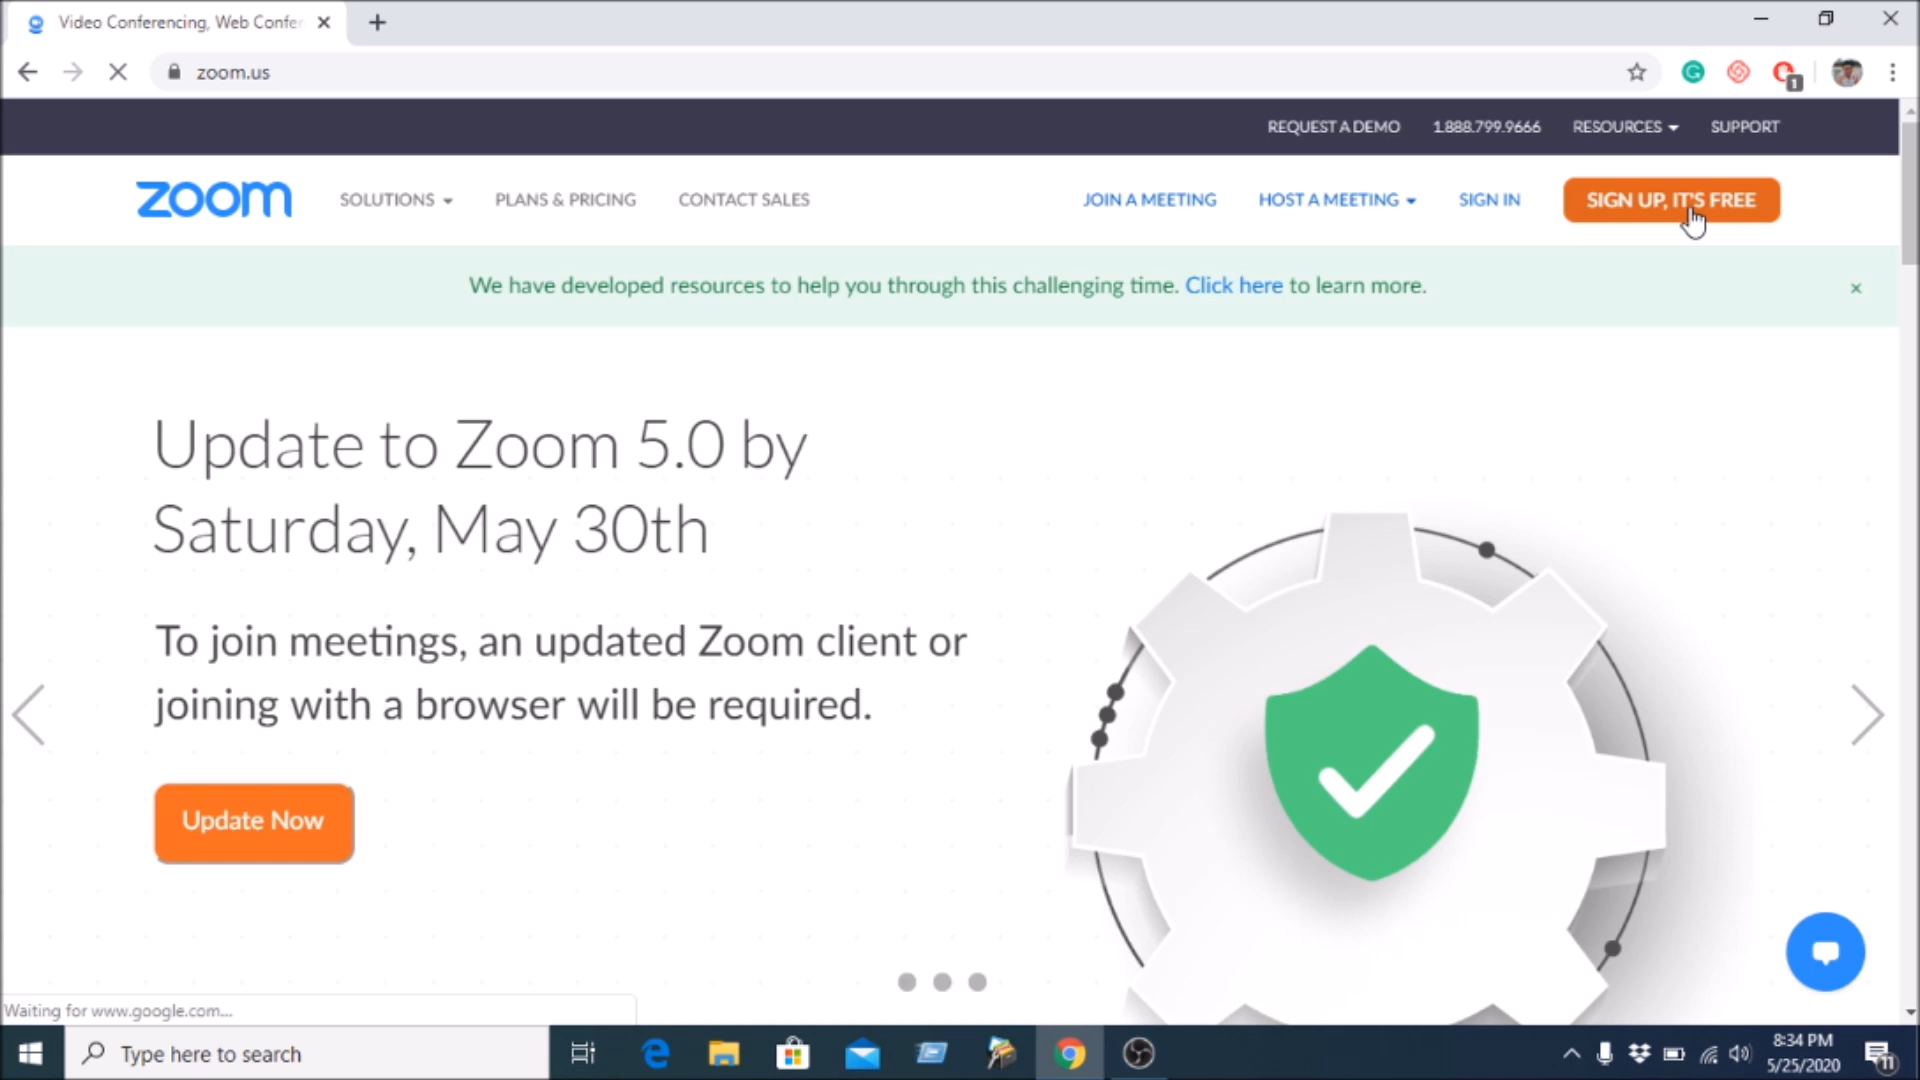 Video Conferencing, Web Confer
zoom.us
1
REQUEST A DEMO 1.888.799.9666 RESOURCES SUPPORT
zoom SOLUTIONS PLANS & PRICING CONTACT SALES JOIN A MEETING HOST A MEETING SIGN IN SIGN UP, IT'S FREE
We have developed resources to help you through this challenging time. Click here to learn more.
Update to Zoom 5.0 by
Saturday, May 30th
To join meetings, an updated Zoom client or
joining with a browser will be required.
Update Now
Waiting for www.google.com...
Type here to search
8:34 PM
5/25/2020
11